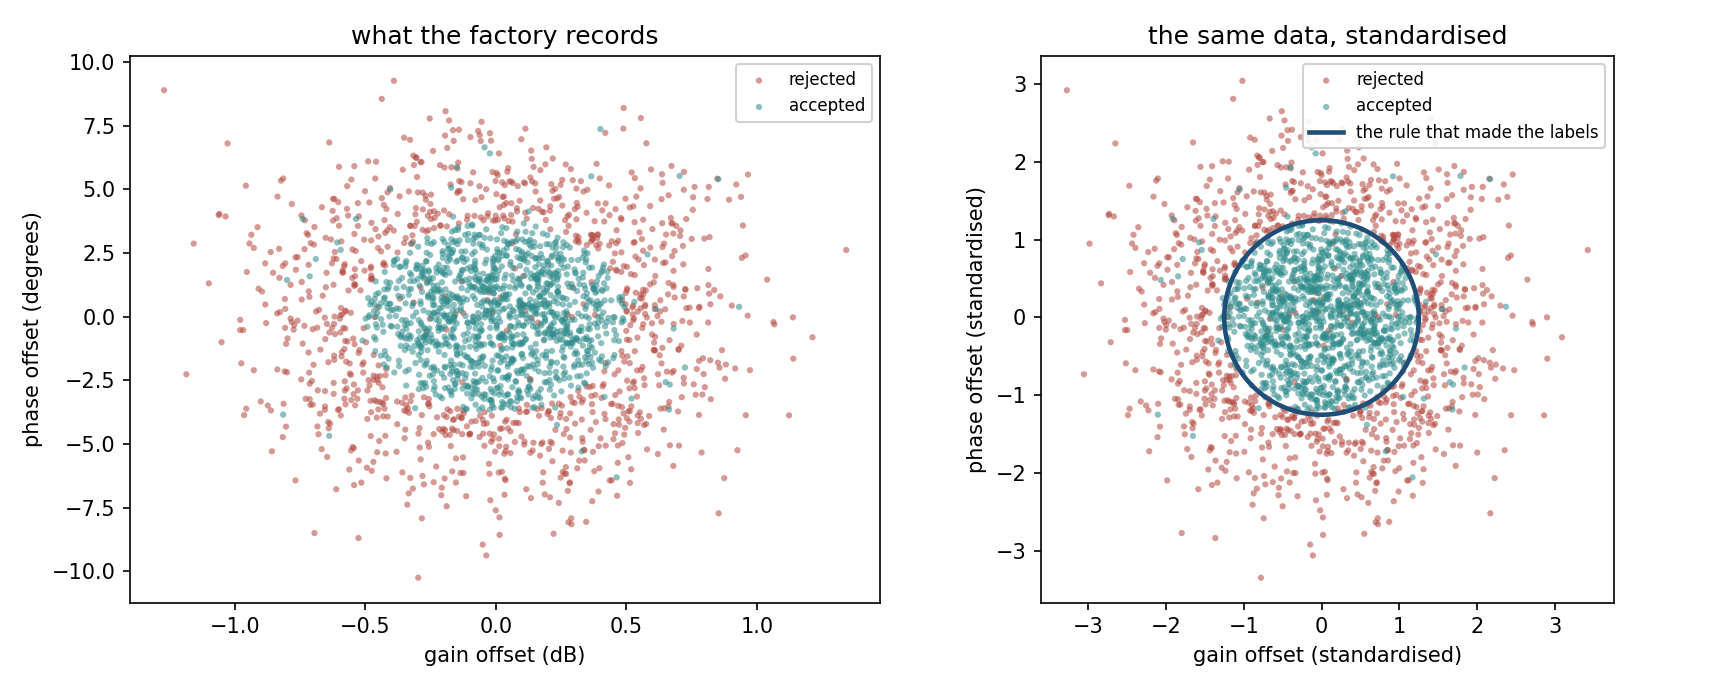 what the factory records
10.0
7.5
5.0
2.5
0.0
−2.5
−5.0
−7.5
−10.0
phase offset (degrees)
rejected
accepted
−1.0
−0.5
0.0
0.5
1.0
gain offset (dB)
the same data, standardised
3
2
1
0
−1
−2
−3
phase offset (standardised)
rejected
accepted
the rule that made the labels
−3
−2
−1
0
1
2
3
gain offset (standardised)